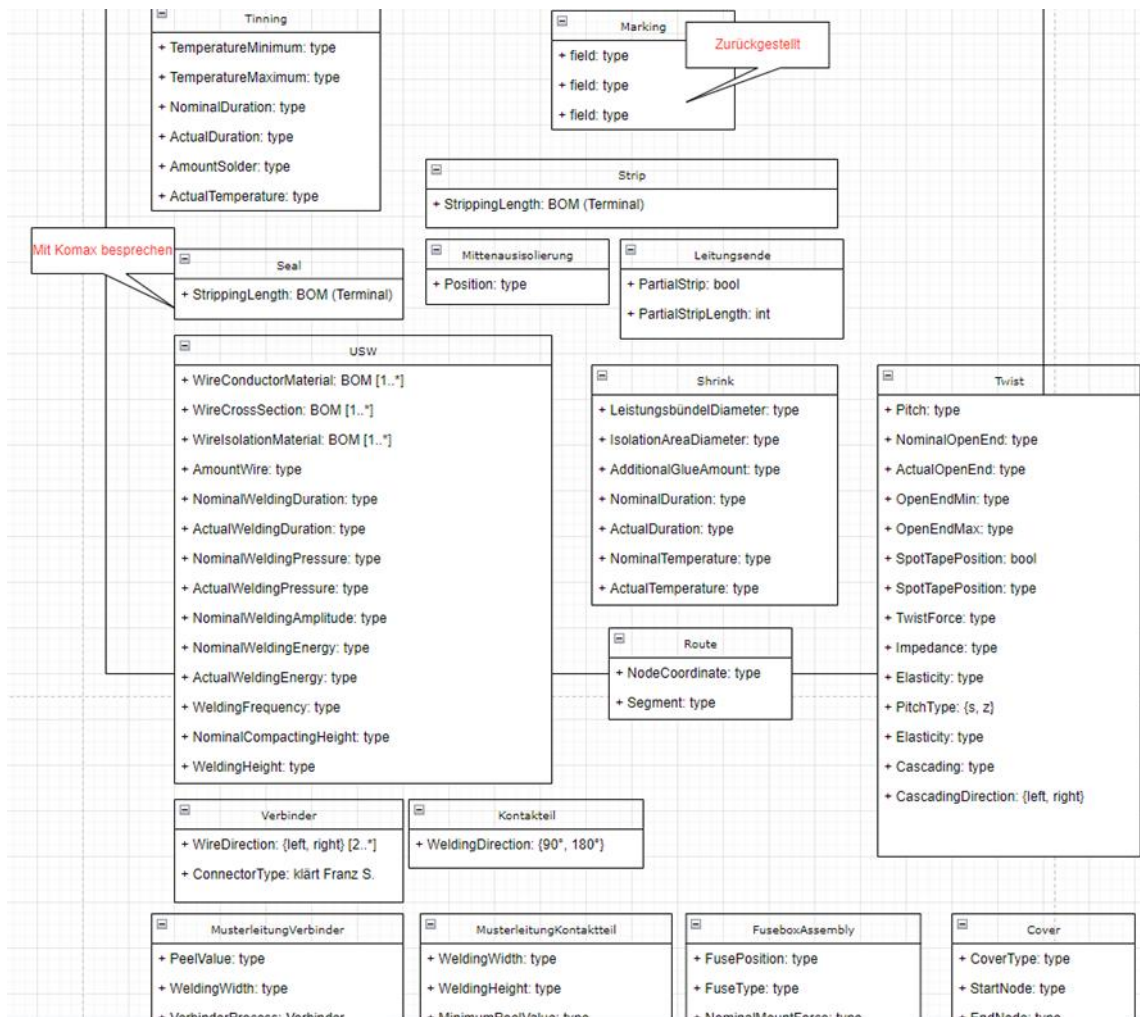 Tinning
+ TemperatureMinimum: type
+ TemperatureMaximum: type
+ NominalDuration: type
+ ActualDuration: type
+ AmountSolder: type
+ ActualTemperature: type
Marking
+ field: type
+ field: type
+ field: type
Zurückgestellt
Strip
+ StrippingLength: BOM (Terminal)
Mit Komax besprechen
Seal
+ StrippingLength: BOM (Terminal)
Mittenausisolierung
+ Position: type
Leitungsende
+ PartialStrip: bool
+ PartialStripLength: int
USW
+ WireConductorMaterial: BOM [1..*]
+ WireCrossSection: BOM [1..*]
+ WireIsolationMaterial: BOM [1..*]
+ AmountWire: type
+ NominalWeldingDuration: type
+ ActualWeldingDuration: type
+ NominalWeldingPressure: type
+ ActualWeldingPressure: type
+ NominalWeldingAmplitude: type
+ NominalWeldingEnergy: type
+ ActualWeldingEnergy: type
+ WeldingFrequency: type
+ NominalCompactingHeight: type
+ WeldingHeight: type
Shrink
+ LeistungsbündelDiameter: type
+ IsolationAreaDiameter: type
+ AdditionalGlueAmount: type
+ NominalDuration: type
+ ActualDuration: type
+ NominalTemperature: type
+ ActualTemperature: type
Route
+ NodeCoordinate: type
+ Segment: type
Twist
+ Pitch: type
+ NominalOpenEnd: type
+ ActualOpenEnd: type
+ OpenEndMin: type
+ OpenEndMax: type
+ SpotTapePosition: bool
+ SpotTapePosition: type
+ TwistForce: type
+ Impedance: type
+ Elasticity: type
+ PitchType: {s, z}
+ Elasticity: type
+ Cascading: type
+ CascadingDirection: {left, right}
Verbinder
+ WireDirection: {left, right} [2..*]
+ ConnectorType: klärt Franz S.
Kontakteil
+ WeldingDirection: {90°, 180°}
MusterleitungVerbinder
+ PeelValue: type
+ WeldingWidth: type
+ VerbinderProcess: Verbinder
MusterleitungKontaktteil
+ WeldingWidth: type
+ WeldingHeight: type
+ MinimumPeelValue: type
FuseboxAssembly
+ FusePosition: type
+ FuseType: type
+ NominalMountForce: type
Cover
+ CoverType: type
+ StartNode: type
+ EndNode: type